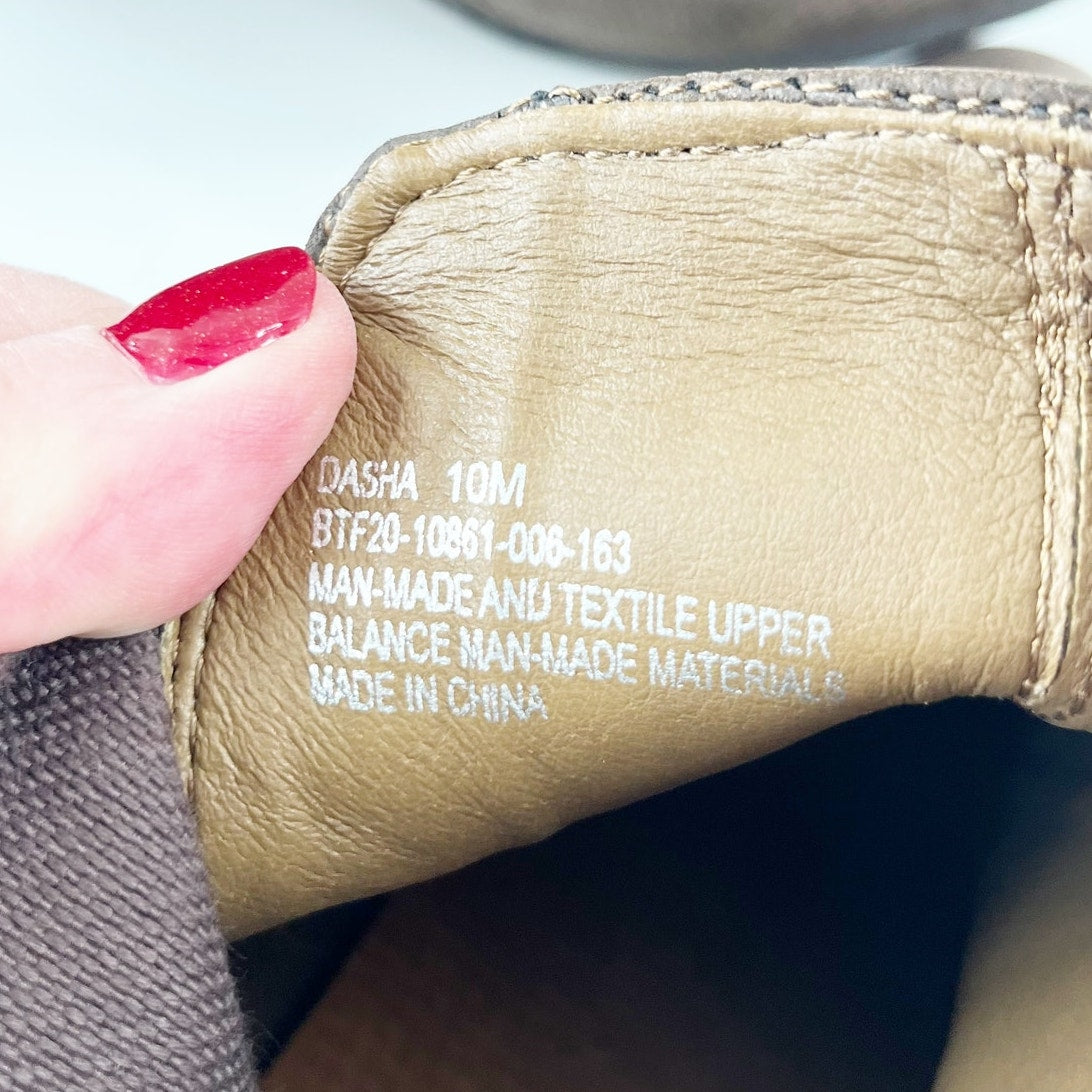 DASHA 10M
BTF20-10861-006-163
MAN-MADE AND TEXTILE UPPER
BALANCE MAN-MADE MATERIALS
MADE IN CHINA